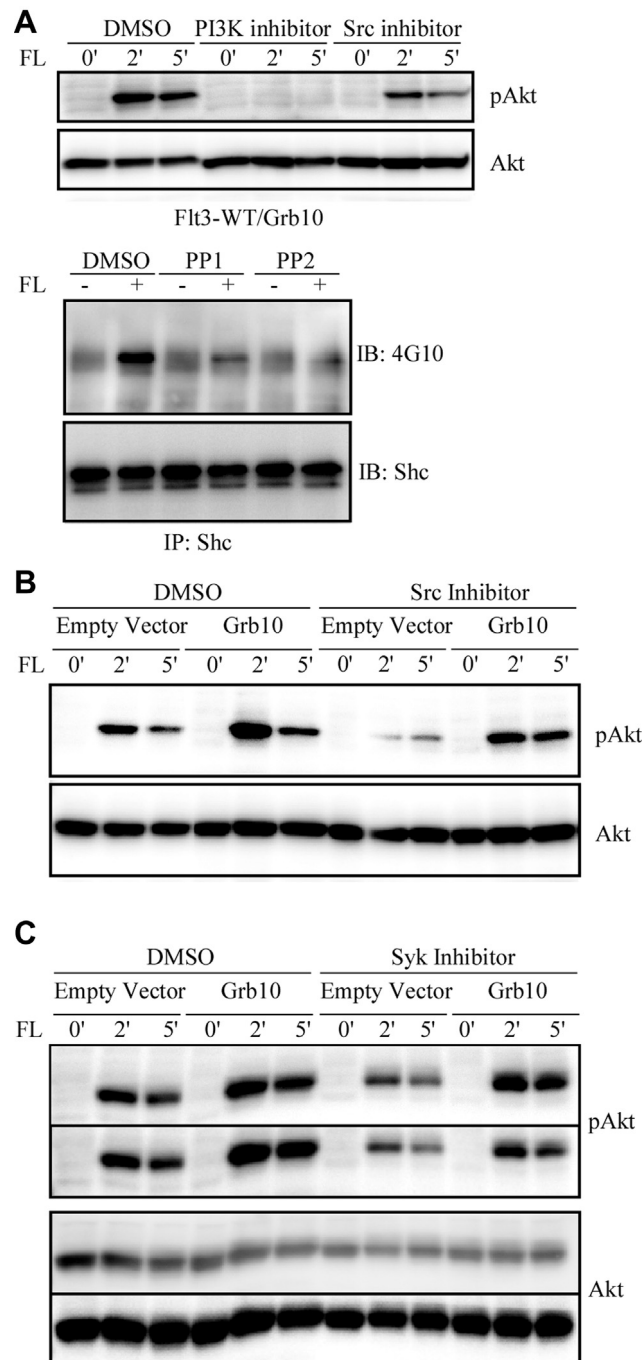 A
DMSO PI3K inhibitor Src inhibitor
FL 0' 2' 5' 0' 2' 5' 0' 2' 5'
pAkt
Akt
Flt3-WT/Grb10
DMSO PP1 PP2
FL - + - + - +
IB: 4G10
IB: Shc
IP: Shc
B
DMSO Src Inhibitor
Empty Vector Grb10 Empty Vector Grb10
FL 0' 2' 5' 0' 2' 5' 0' 2' 5' 0' 2' 5'
pAkt
Akt
C
DMSO Syk Inhibitor
Empty Vector Grb10 Empty Vector Grb10
FL 0' 2' 5' 0' 2' 5' 0' 2' 5' 0' 2' 5'
pAkt
Akt